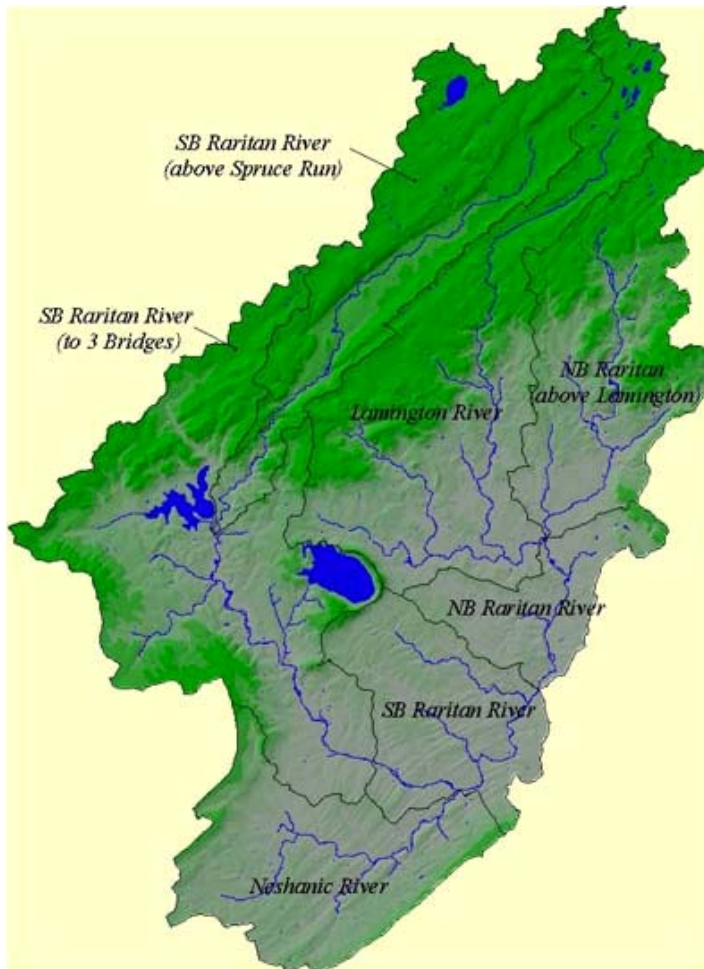 SB Raritan River
(above Spruce Run)
SB Raritan River
(to 3 Bridges)
NB Raritan
(above Lamington)
Lamington River
NB Raritan River
SB Raritan River
Neshanic River